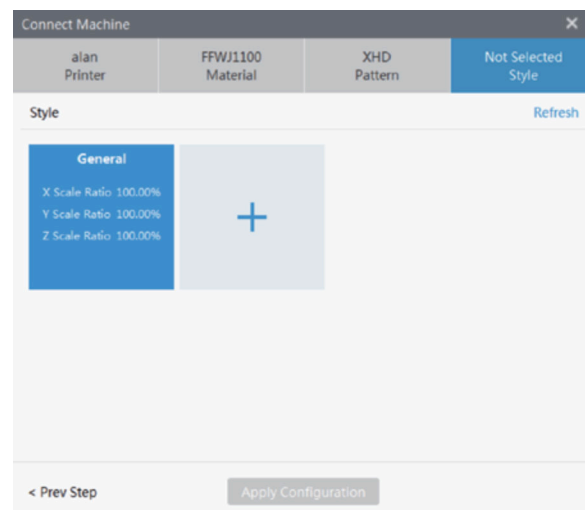 Connect Machine
alan
Printer
FFWJ1100
Material
XHD
Pattern
Not Selected
Style
Style
Refresh
General
X Scale Ratio 100.00%
Y Scale Ratio 100.00%
Z Scale Ratio 100.00%
< Prev Step
Apply Configuration